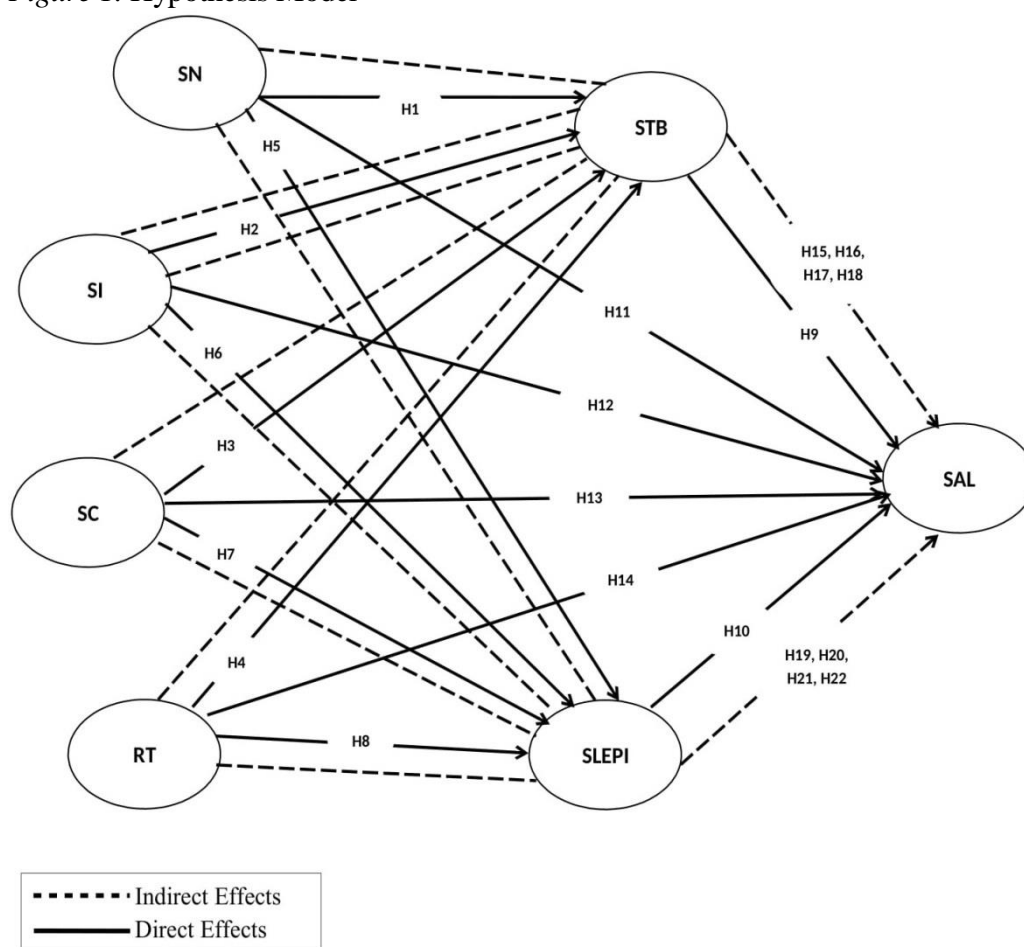 Figure 1. Hypothesis Model
SN
STB
H1
H5
H2
SI
H15, H16,
H17, H18
H11
H9
H6
H12
H3
SC
H13
SAL
H7
H14
H10
H4
H19, H20,
H21, H22
RT
H8
SLEPI
Indirect Effects
Direct Effects